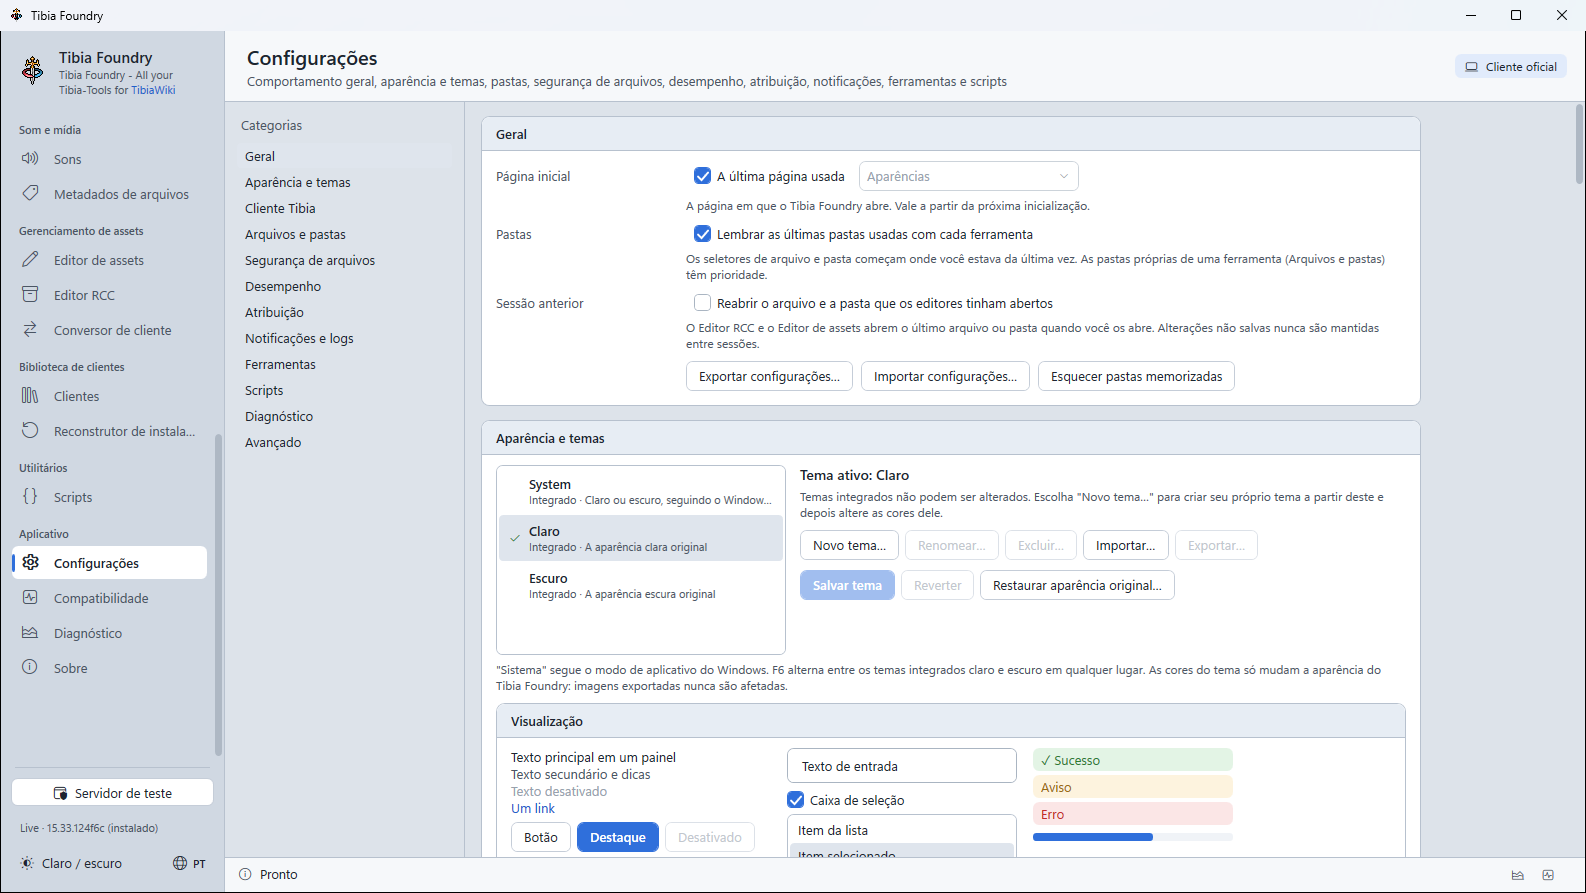 Tibia Foundry
Tibia Foundry
Tibia Foundry - All your
Tibia-Tools for TibiaWiki
Som e mídia
Sons
Metadados de arquivos
Gerenciamento de assets
Editor de assets
Editor RCC
Conversor de cliente
Biblioteca de clientes
Clientes
Reconstrutor de instala...
Utilitários
Scripts
Aplicativo
Configurações
Compatibilidade
Diagnóstico
Sobre
Servidor de teste
Live · 15.33.124f6c (instalado)
Claro / escuro
PT
Configurações
Comportamento geral, aparência e temas, pastas, segurança de arquivos, desempenho, atribuição, notificações, ferramentas e scripts
Cliente oficial
Categorias
Geral
Aparência e temas
Cliente Tibia
Arquivos e pastas
Segurança de arquivos
Desempenho
Atribuição
Notificações e logs
Ferramentas
Scripts
Diagnóstico
Avançado
Geral
Página inicial
A última página usada
Aparências
A página em que o Tibia Foundry abre. Vale a partir da próxima inicialização.
Pastas
Lembrar as últimas pastas usadas com cada ferramenta
Os seletores de arquivo e pasta começam onde você estava da última vez. As pastas próprias de uma ferramenta (Arquivos e pastas)
têm prioridade.
Sessão anterior
Reabrir o arquivo e a pasta que os editores tinham abertos
O Editor RCC e o Editor de assets abrem o último arquivo ou pasta quando você os abre. Alterações não salvas nunca são mantidas
entre sessões.
Exportar configurações...
Importar configurações...
Esquecer pastas memorizadas
Aparência e temas
System
Integrado · Claro ou escuro, seguindo o Window...
Claro
Integrado · A aparência clara original
Escuro
Integrado · A aparência escura original
Tema ativo: Claro
Temas integrados não podem ser alterados. Escolha "Novo tema..." para criar seu próprio tema a partir deste e
depois altere as cores dele.
Novo tema...
Renomear...
Excluir...
Importar...
Exportar...
Salvar tema
Reverter
Restaurar aparência original...
"Sistema" segue o modo de aplicativo do Windows. F6 alterna entre os temas integrados claro e escuro em qualquer lugar. As cores do tema só mudam a aparência do
Tibia Foundry: imagens exportadas nunca são afetadas.
Visualização
Texto principal em um painel
Texto secundário e dicas
Texto desativado
Um link
Botão
Destaque
Desativado
Texto de entrada
Caixa de seleção
Item da lista
Item selecionado
✓ Sucesso
Aviso
Erro
Pronto